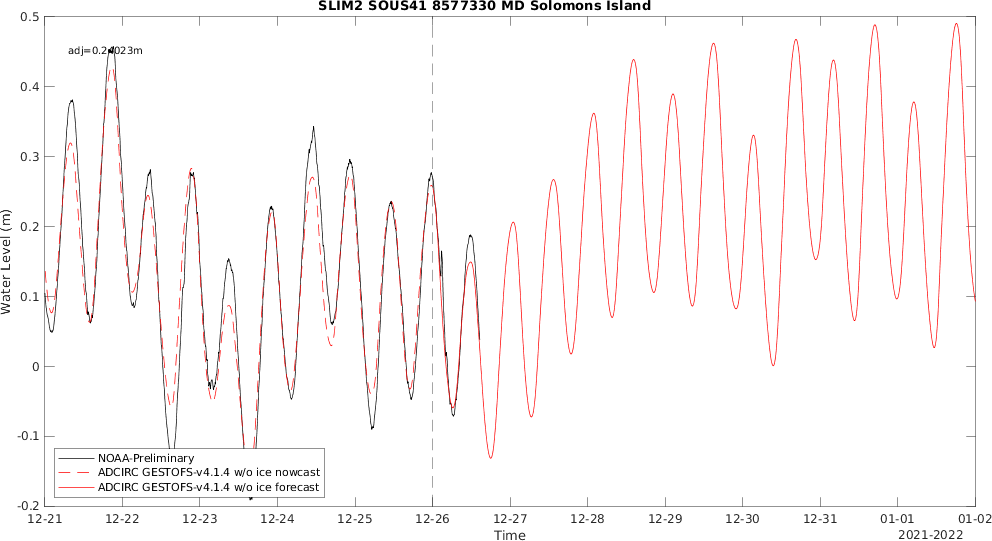 SLIM2 SOUS41 8577330 MD Solomons Island
0.5
0.4
0.3
0.2
0.1
0
-0.1
-0.2
Water Level (m)
NOAA-Preliminary
ADCIRC GESTOFS-v4.1.4 w/o ice nowcast
ADCIRC GESTOFS-v4.1.4 w/o ice forecast
12-21 12-22 12-23 12-24 12-25 12-26 12-27 12-28 12-29 12-30 12-31 01-01 01-02
Time
2021-2022